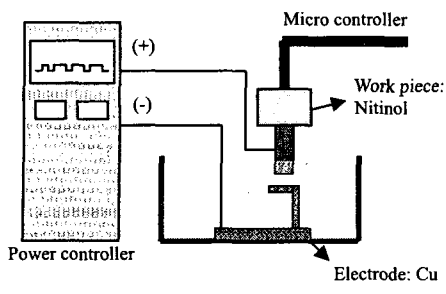 Micro controller
(+)
(-)
Work piece:
Nitinol
Power controller
Electrode: Cu